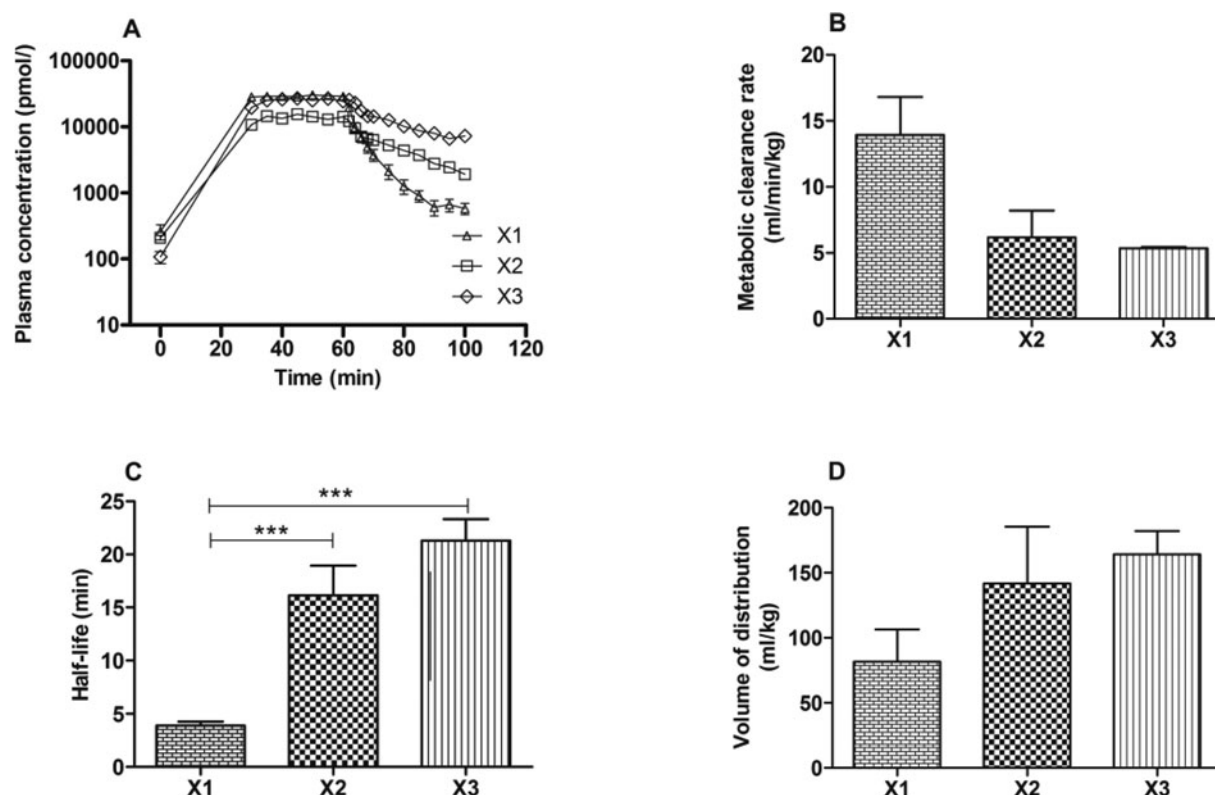 A
Plasma concentration (pmol/)
100000
10000
1000
100
10
0
20
40
60
80
100
120
Time (min)
X1
X2
X3
B
Metabolic clearance rate
(ml/min/kg)
20
15
10
5
0
X1
X2
X3
C
Half-life (min)
25
20
15
10
5
0
***
***
X1
X2
X3
D
Volume of distribution
(ml/kg)
200
150
100
50
0
X1
X2
X3